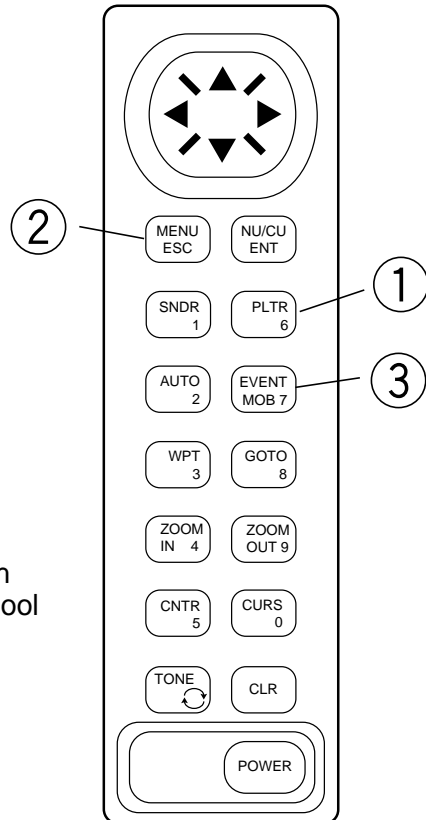 ②
MENU
ESC
NU/CU
ENT
①
SNDR
1
PLTR
6
③
AUTO
2
EVENT
MOB 7
WPT
3
GOTO
8
ZOOM
IN 4
ZOOM
OUT 9
n
ool
CNTR
5
CURS
0
TONE
CLR
POWER